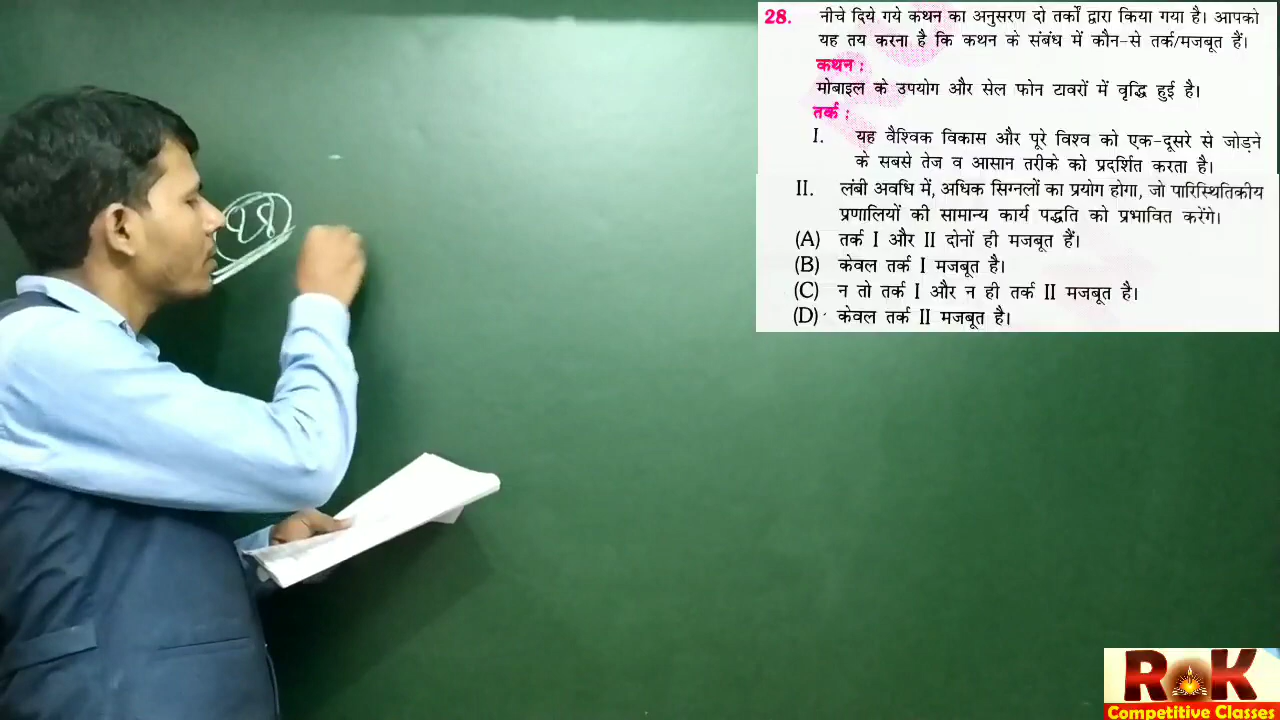 28. नीचे दिये गये कथन का अनुसरण दो तर्कों द्वारा किया गया है। आपको
यह तय करना है कि कथन के संबंध में कौन-से तर्क/मजबूत हैं।
कथन :
मोबाइल के उपयोग और सेल फोन टावरों में वृद्धि हुई है।
तर्क :
I. यह वैश्विक विकास और पूरे विश्व को एक-दूसरे से जोड़ने
के सबसे तेज व आसान तरीके को प्रदर्शित करता है।
II. लंबी अवधि में, अधिक सिग्नलों का प्रयोग होगा, जो पारिस्थितिकीय
प्रणालियों की सामान्य कार्य पद्धति को प्रभावित करेंगे।
(A) तर्क I और II दोनों ही मजबूत हैं।
(B) केवल तर्क I मजबूत है।
(C) न तो तर्क I और न ही तर्क II मजबूत है।
(D) केवल तर्क II मजबूत है।
28
RK
Competitive Classes